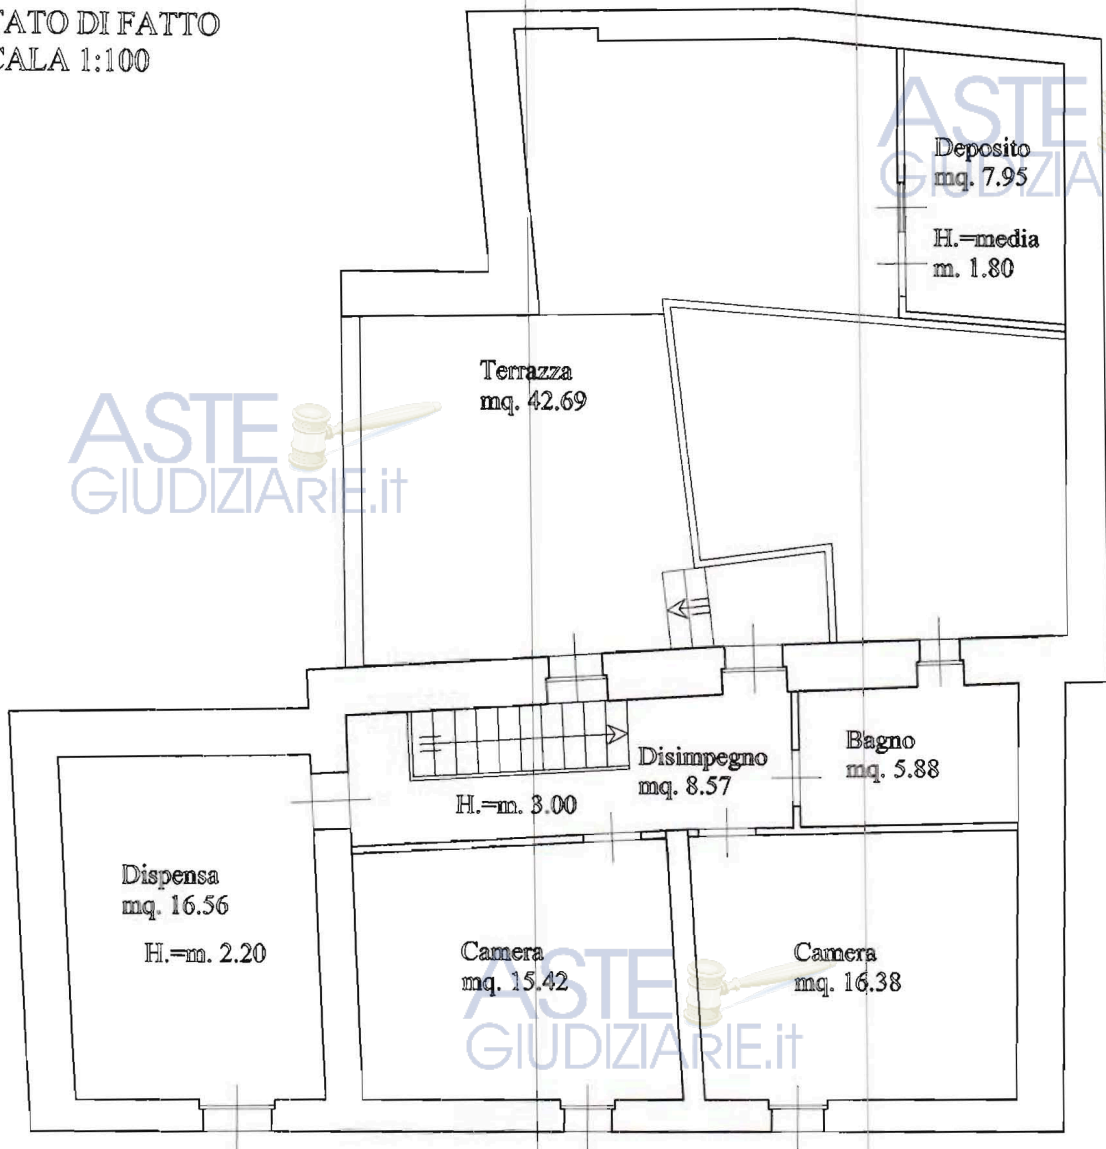 TATO DI FATTO
CALA 1:100
ASTE
GIUDIZIA
Deposito
mq. 7.95
H.=media
m. 1.80
Terrazza
mq. 42.69
ASTE
GIUDIZIARIE.it
Disimpegno
mq. 8.57
Bagno
mq. 5.88
H.=m. 3.00
Dispensa
mq. 16.56
H.=m. 2.20
Camera
mq. 15.42
Camera
mq. 16.38
ASTE
GIUDIZIARIE.it